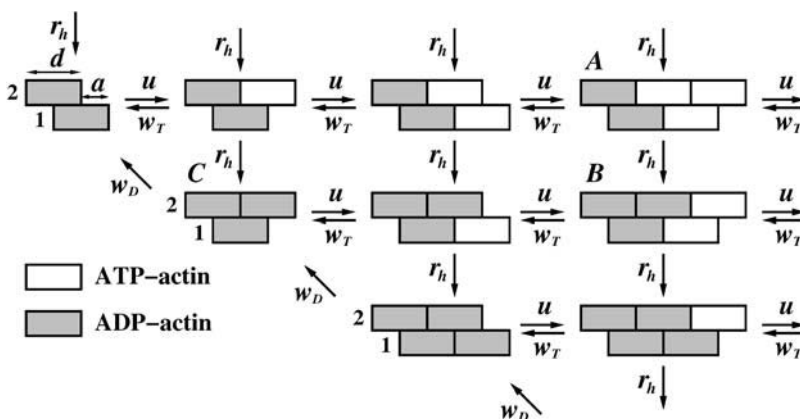 r_h r_h r_h A r_h
d
a
2 u u u u
1 w_T w_T w_T w_T
r_h r_h r_h
w_D C B
2 u u u
1 w_T w_T w_T
ATP-actin
w_D r_h r_h
ADP-actin
2 u u
1 w_T w_T
w_D r_h